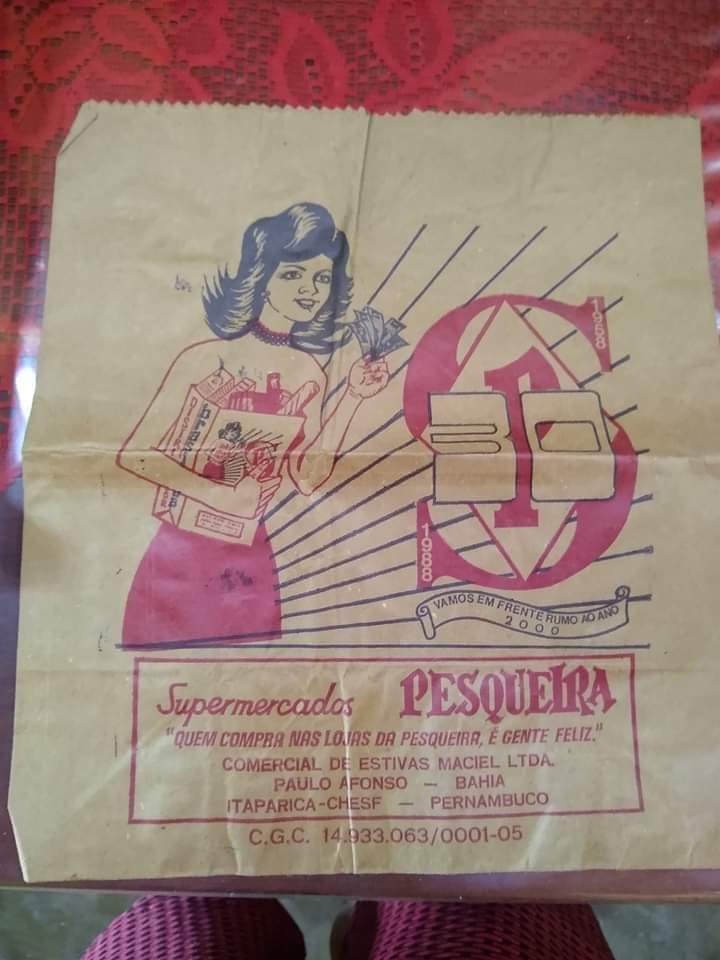 1958
30
1988
VAMOS EM FRENTE RUMO AO ANO
2000
Supermercados PESQUEIRA
"QUEM COMPRA NAS LOJAS DA PESQUEIRA, É GENTE FELIZ."
COMERCIAL DE ESTIVAS MACIEL LTDA.
PAULO AFONSO — BAHIA
ITAPARICA-CHESF — PERNAMBUCO
C.G.C. 14.933.063/0001-05